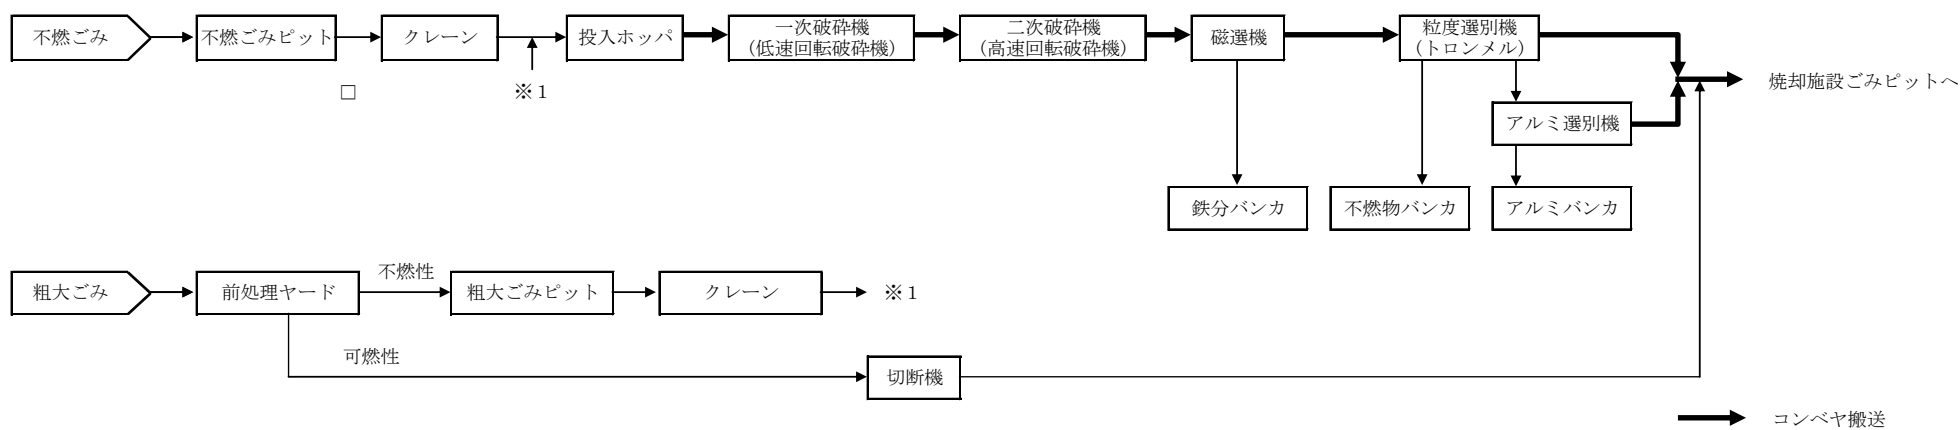 不燃ごみ
不燃ごみピット
クレーン
投入ホッパ
一次破砕機
(低速回転破砕機)
二次破砕機
(高速回転破砕機)
磁選機
粒度選別機
(トロンメル)
□
※1
焼却施設ごみピットへ
アルミ選別機
鉄分バンカ
不燃物バンカ
アルミバンカ
粗大ごみ
前処理ヤード
不燃性
粗大ごみピット
クレーン
※1
可燃性
切断機
コンベヤ搬送